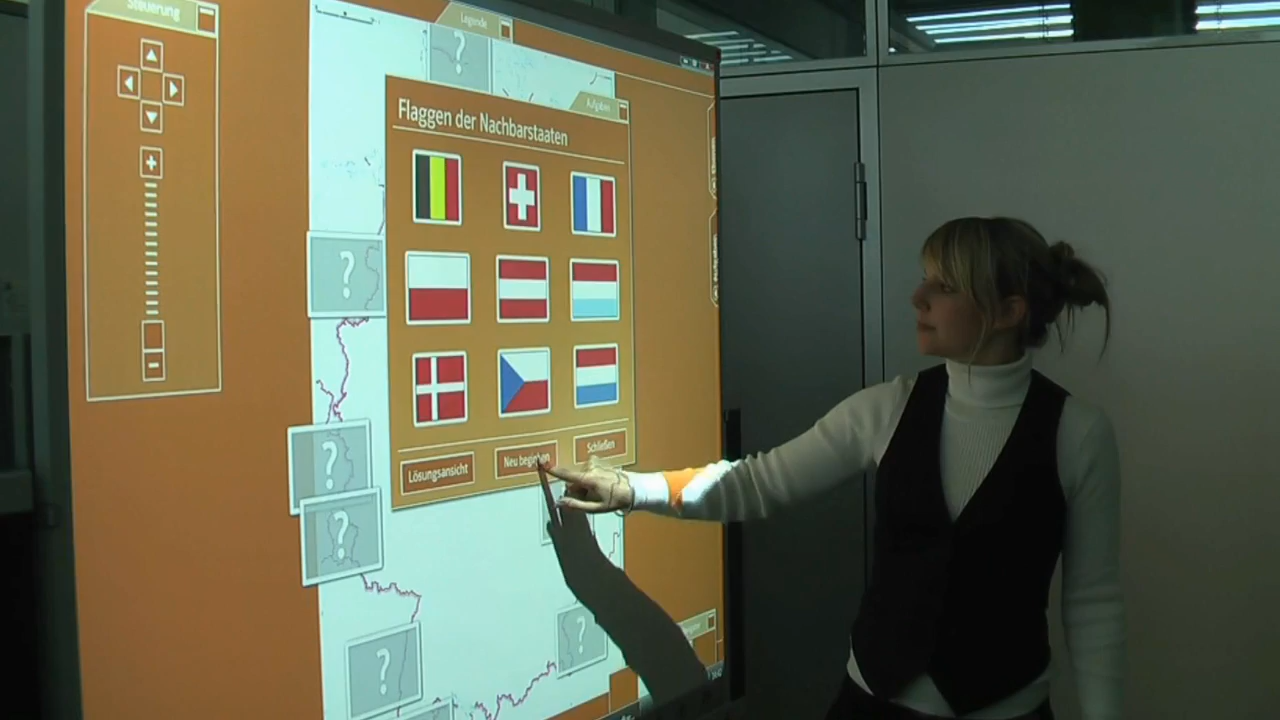 Steuerung
Legende
Aufgaben
Flaggen der Nachbarstaaten
+
?
?
?
?
?
?
-
Lösungsansicht
Neu beginnen
Schließen